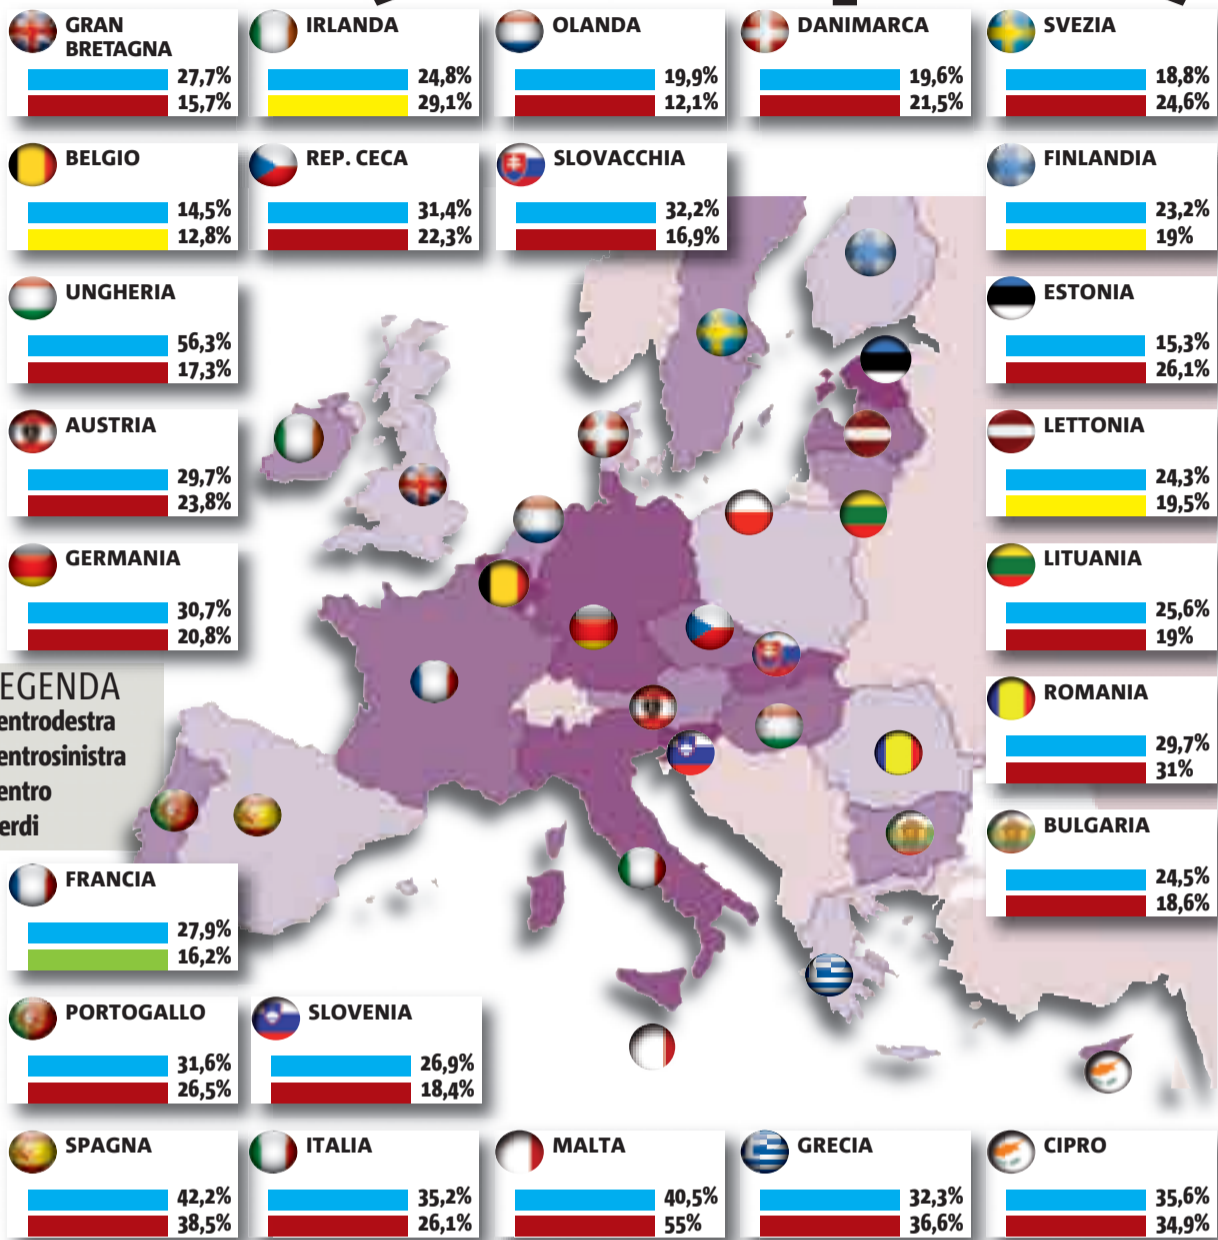 GRAN
BRETAGNA
27,7%
15,7%
IRLANDA
24,8%
29,1%
OLANDA
19,9%
12,1%
DANIMARCA
19,6%
21,5%
SVEZIA
18,8%
24,6%
BELGIO
14,5%
12,8%
REP. CECA
31,4%
22,3%
SLOVACCHIA
32,2%
16,9%
FINLANDIA
23,2%
19%
UNGHERIA
56,3%
17,3%
ESTONIA
15,3%
26,1%
AUSTRIA
29,7%
23,8%
LETTONIA
24,3%
19,5%
GERMANIA
30,7%
20,8%
LITUANIA
25,6%
19%
EGENDA
entrodestra
entrosinistra
entro
erdi
ROMANIA
29,7%
31%
BULGARIA
24,5%
18,6%
FRANCIA
27,9%
16,2%
PORTOGALLO
31,6%
26,5%
SLOVENIA
26,9%
18,4%
SPAGNA
42,2%
38,5%
ITALIA
35,2%
26,1%
MALTA
40,5%
55%
GRECIA
32,3%
36,6%
CIPRO
35,6%
34,9%